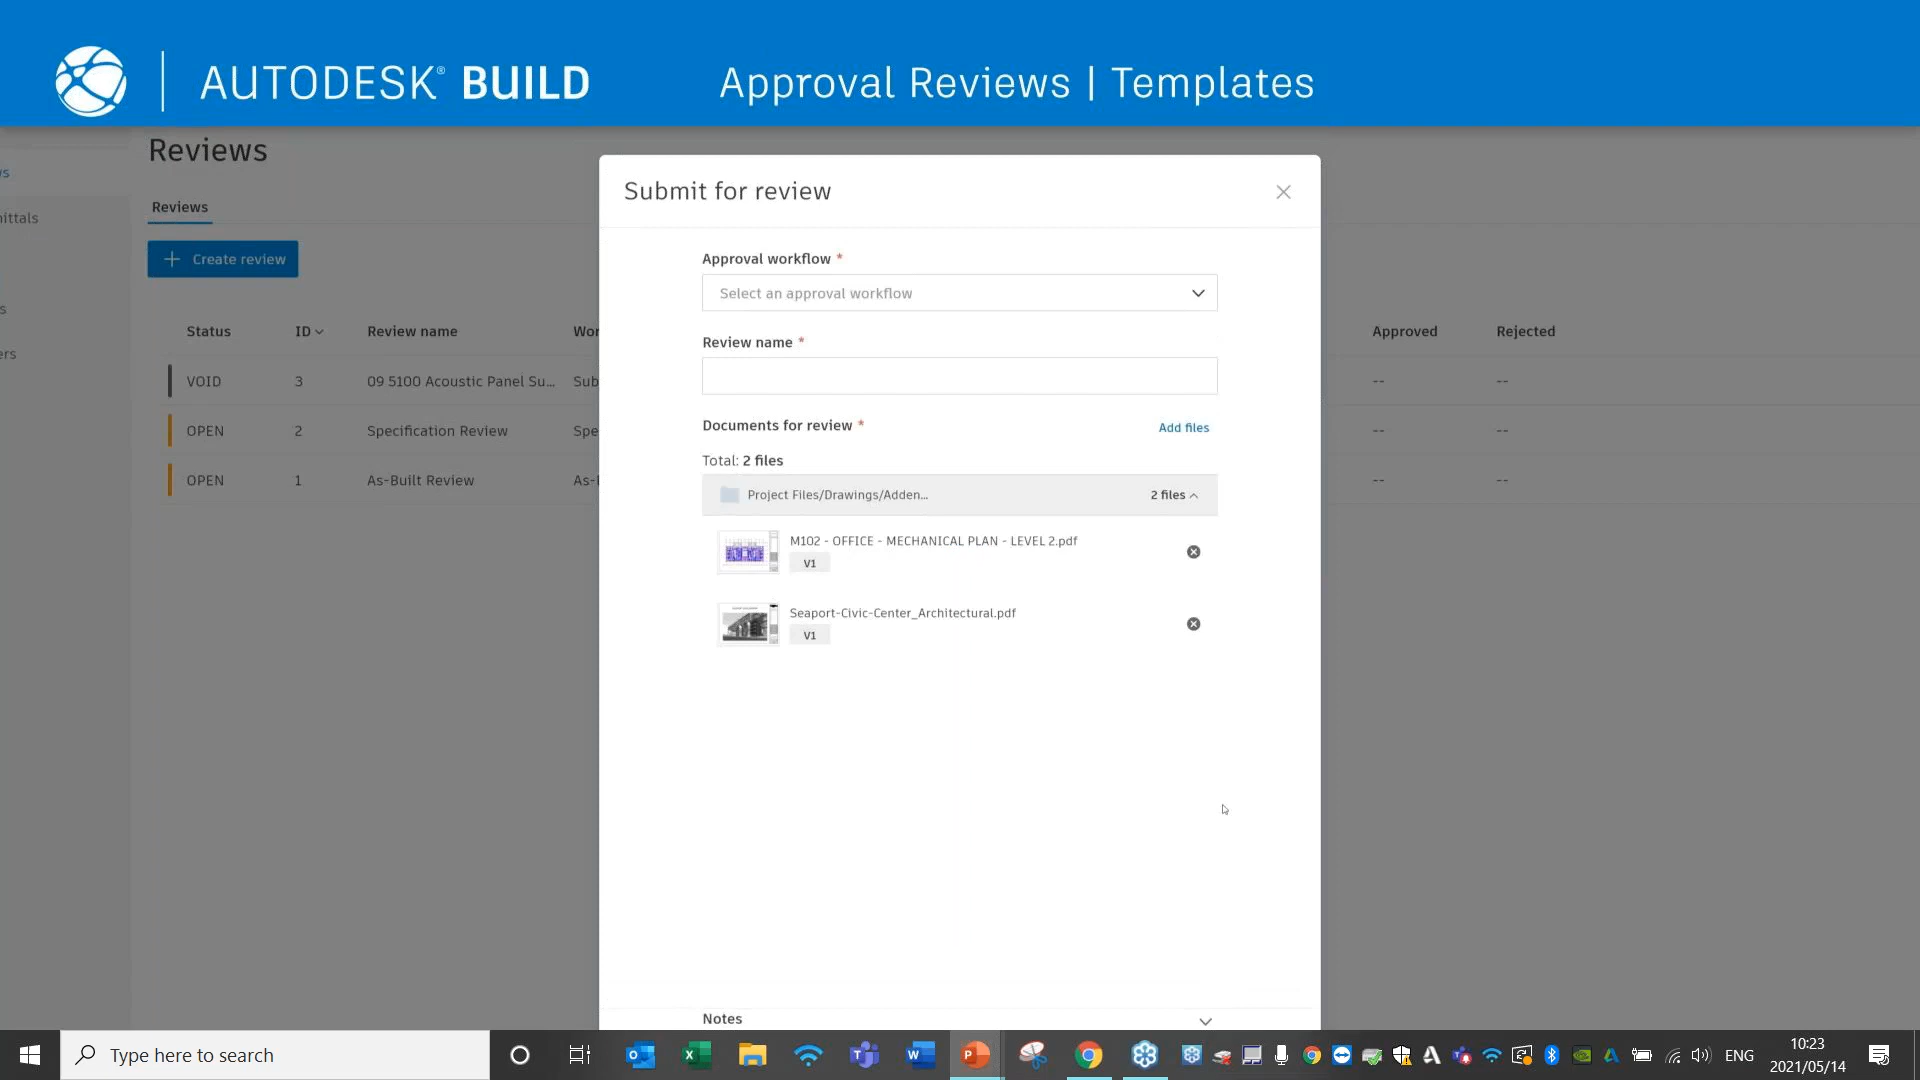 AUTODESK® BUILD
Approval Reviews | Templates
Reviews
Reviews
Create review
Status ID Review name Wor Approved Rejected
VOID 3 09 5100 Acoustic Panel Su... Sub -- --
OPEN 2 Specification Review Spe -- --
OPEN 1 As-Built Review As-I -- --
s
ittals
s
ers
Submit for review
Approval workflow *
Select an approval workflow
Review name *
Documents for review * Add files
Total: 2 files
Project Files/Drawings/Adden... 2 files
M102 - OFFICE - MECHANICAL PLAN - LEVEL 2.pdf
V1
Seaport-Civic-Center_Architectural.pdf
V1
Notes
Type here to search
ENG
10:23
2021/05/14